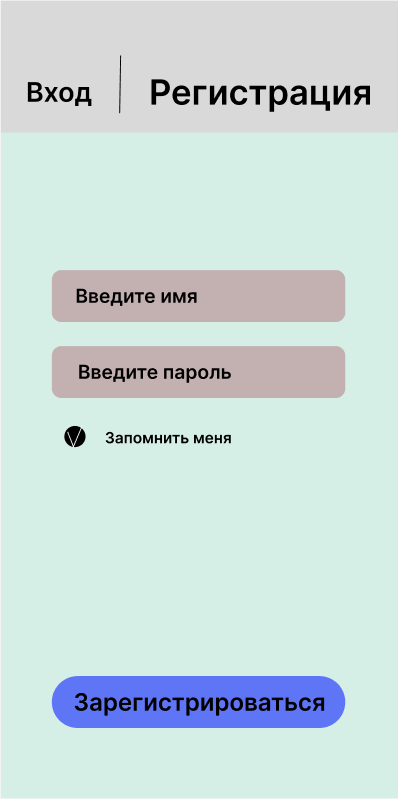 Вход
Регистрация
Введите имя
Введите пароль
Запомнить меня
Зарегистрироваться